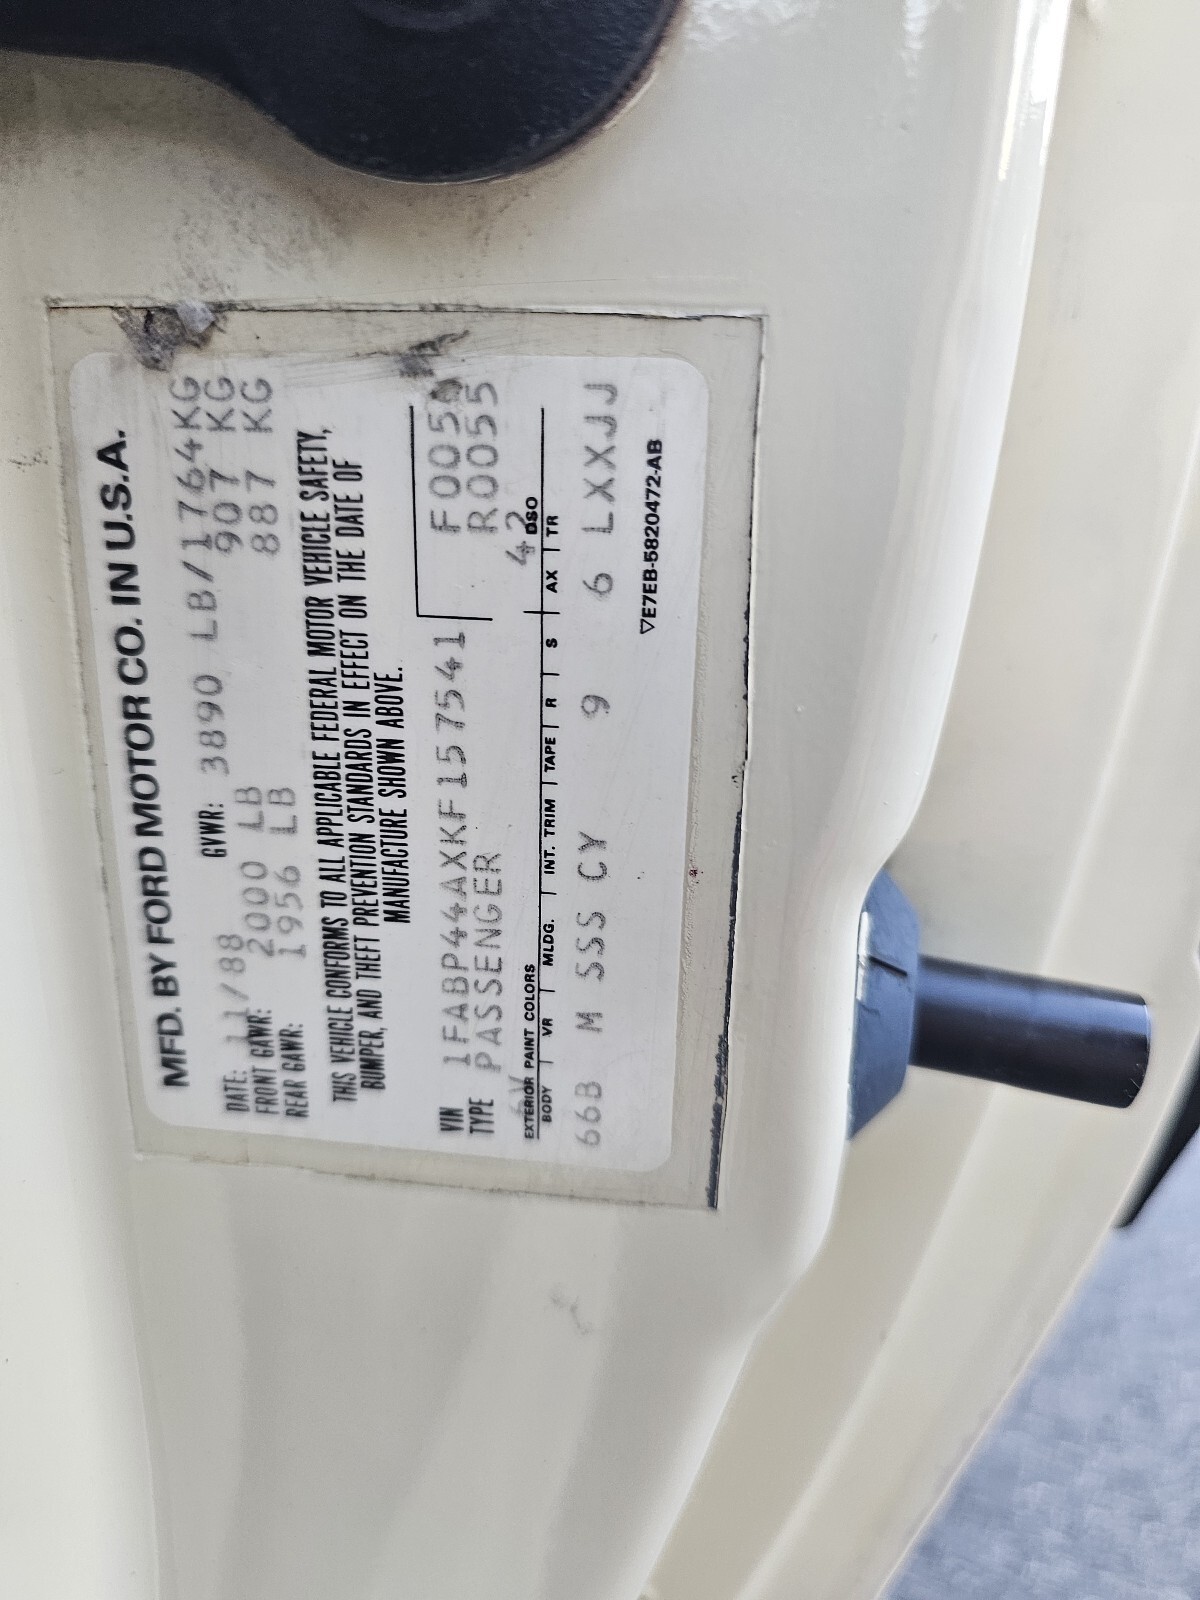 MFD. BY FORD MOTOR CO. IN U.S.A.
DATE: 11/88 GVWR: 3890 LB/1764KG
FRONT GAWR: 2000 LB 907 KG
REAR GAWR: 1956 LB 887 KG
THIS VEHICLE CONFORMS TO ALL APPLICABLE FEDERAL MOTOR VEHICLE SAFETY,
BUMPER, AND THEFT PREVENTION STANDARDS IN EFFECT ON THE DATE OF
MANUFACTURE SHOWN ABOVE.
VIN 1FABP44AXKF157541 F0050
TYPE PASSENGER R0055
42
EXTERIOR PAINT COLORS DSO
BODY VR MLDG. INT. TRIM TAPE R S AX TR
66B M 5SS CY 9 6 LXXJJ
▽E7EB-5820472-AB